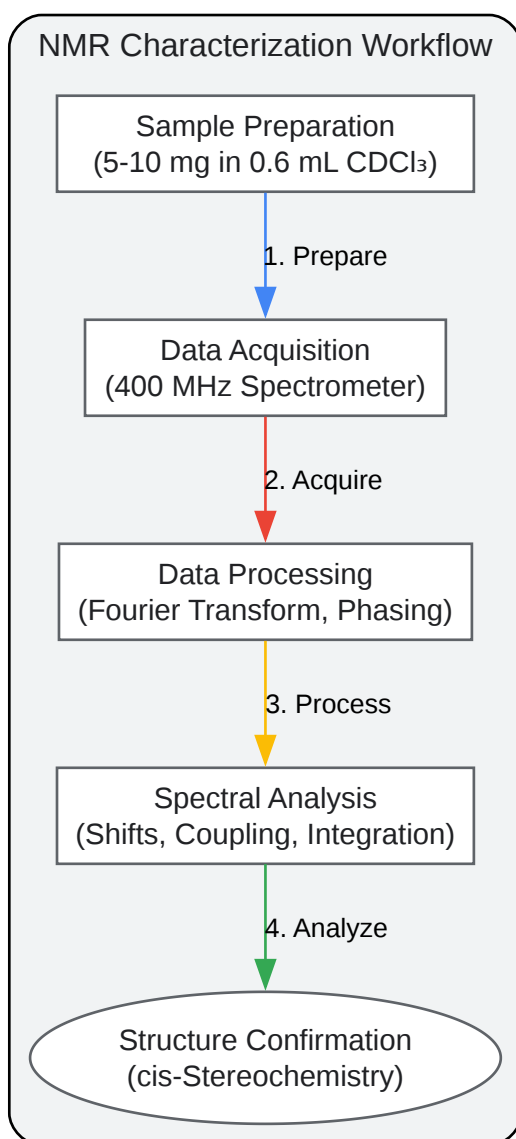 NMR Characterization Workflow
Sample Preparation
(5-10 mg in 0.6 mL CDCl₃)
1. Prepare
Data Acquisition
(400 MHz Spectrometer)
2. Acquire
Data Processing
(Fourier Transform, Phasing)
3. Process
Spectral Analysis
(Shifts, Coupling, Integration)
4. Analyze
Structure Confirmation
(cis-Stereochemistry)